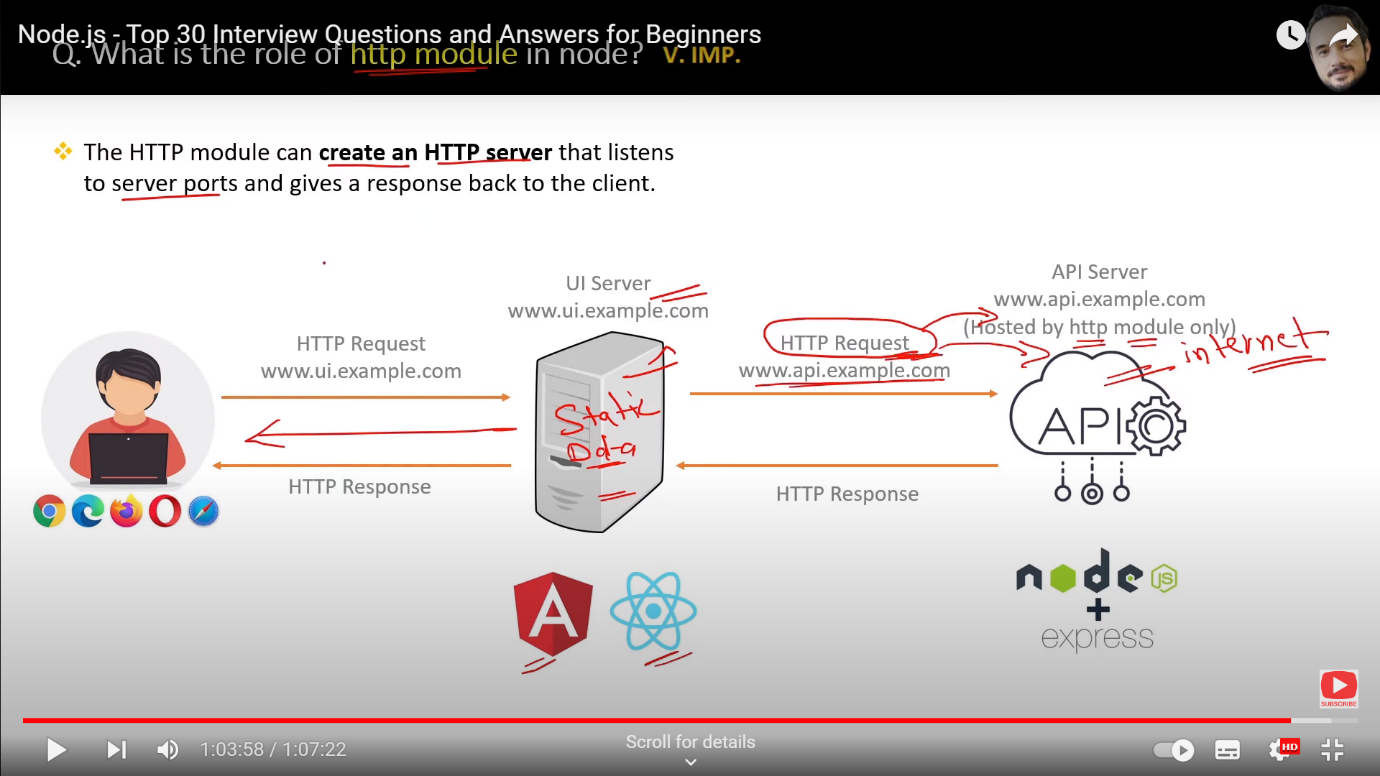 Node.js - Top 30 Interview Questions and Answers for Beginners
Q. What is the role of http module in node? V. IMP.
❖ The HTTP module can create an HTTP server that listens
to server ports and gives a response back to the client.
UI Server
www.ui.example.com
API Server
www.api.example.com
(Hosted by http module only)
internet
HTTP Request
www.ui.example.com
HTTP Request
www.api.example.com
Static
API
HTTP Response
HTTP Response
A
node
JS
+
express
SUBSCRIBE
1:03:58 / 1:07:22
Scroll for details
HD